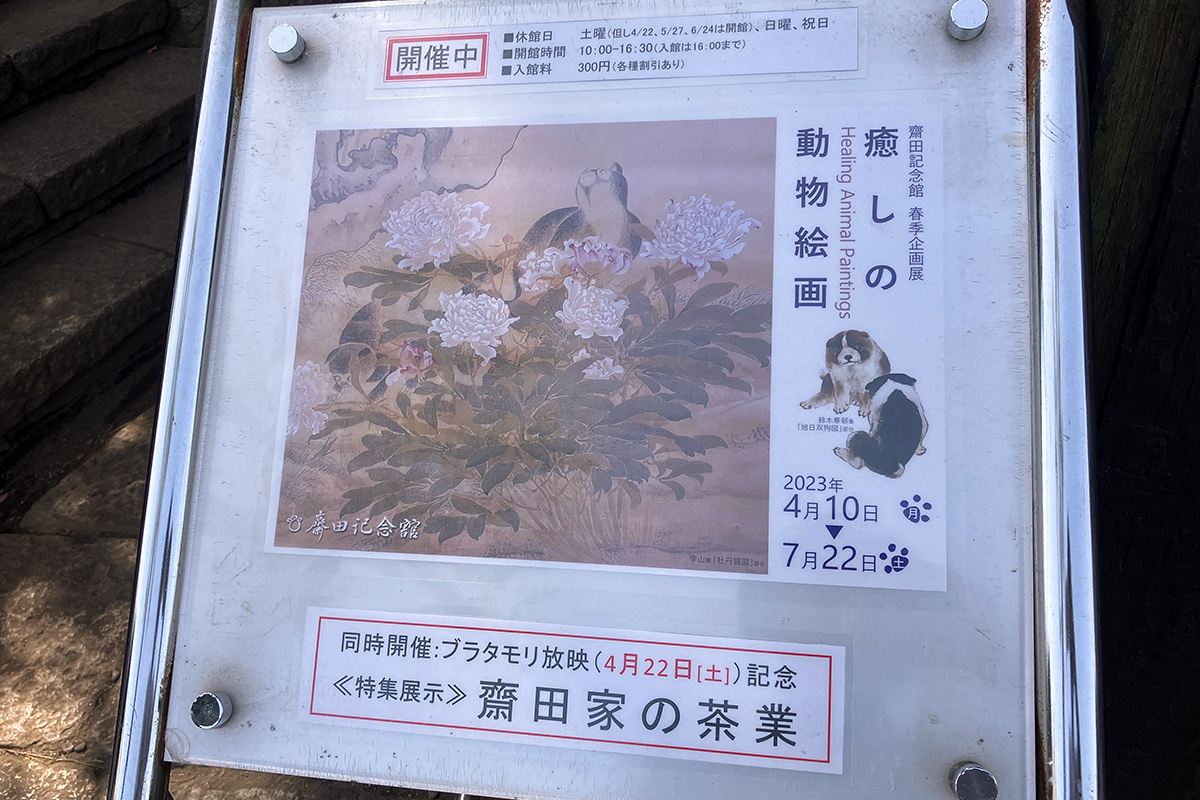 開催中
■休館日 土曜(但し4/22、5/27、6/24は開館)、日曜、祝日
■開館時間 10:00-16:30(入館は16:00まで)
■入館料 300円(各種割引あり)
齋田記念館 春季企画展
癒しの
Healing Animal Paintings
動物絵画
鈴木華邨筆
「旭日双狗図」部分
2023年
4月10日 月
▼
7月22日 土
齋田記念館
李山筆「牡丹猫図」部分
同時開催:ブラタモリ放映(4月22日[土])記念
≪特集展示≫ 齋田家の茶業